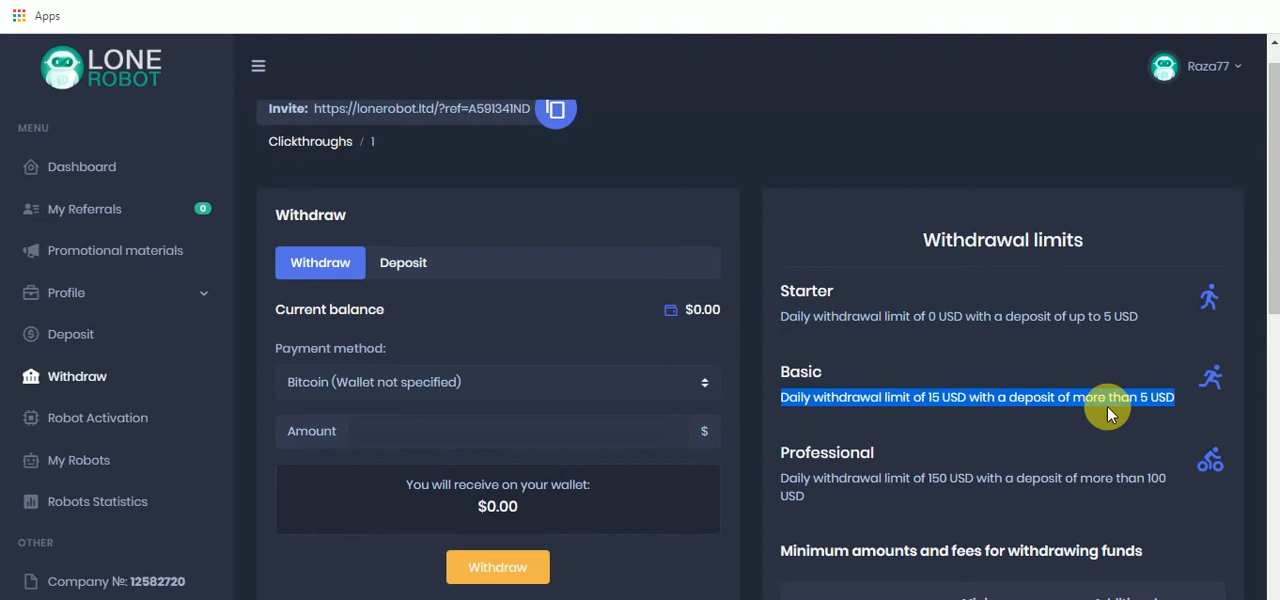 Apps
LONE
ROBOT
Raza77
MENU
Dashboard
My Referrals 0
Promotional materials
Profile
Deposit
Withdraw
Robot Activation
My Robots
Robots Statistics
OTHER
Company №: 12582720
Invite: https://lonerobot.ltd/?ref=A591341ND
Clickthroughs / 1
Withdraw
Withdraw Deposit
Current balance $0.00
Payment method:
Bitcoin (Wallet not specified)
Amount $
You will receive on your wallet:
$0.00
Withdraw
Withdrawal limits
Starter
Daily withdrawal limit of 0 USD with a deposit of up to 5 USD
Basic
Daily withdrawal limit of 15 USD with a deposit of more than 5 USD
Professional
Daily withdrawal limit of 150 USD with a deposit of more than 100
USD
Minimum amounts and fees for withdrawing funds